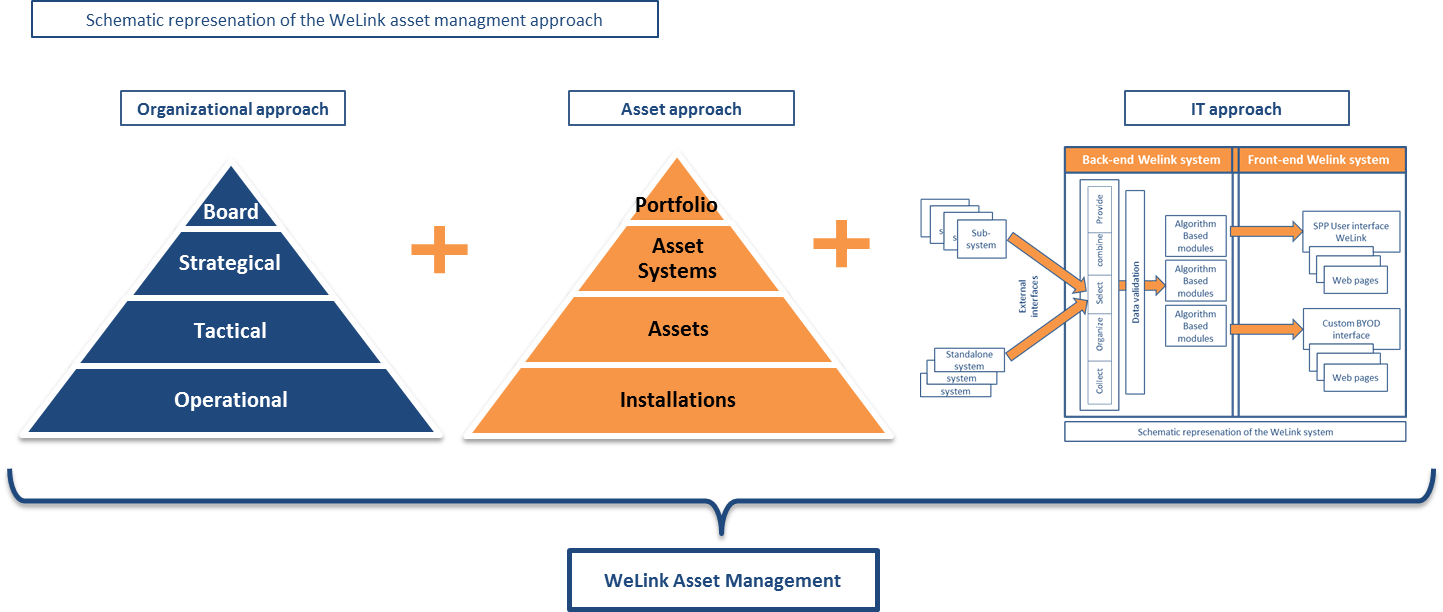 Schematic represenation of the WeLink asset managment approach
Organizational approach
Asset approach
IT approach
Board
Strategical
Tactical
Operational
Portfolio
Asset
Systems
Assets
Installations
Back-end Welink system
Front-end Welink system
s
s
Sub-
system
Standalone
system
system
system
External
interfaces
Provide
combine
Select
Organize
Collect
Data validation
Algorithm
Based
modules
Algorithm
Based
modules
Algorithm
Based
modules
SPP User interface
WeLink
Web pages
Custom BYOD
interface
Web pages
Schematic represenation of the WeLink system
WeLink Asset Management